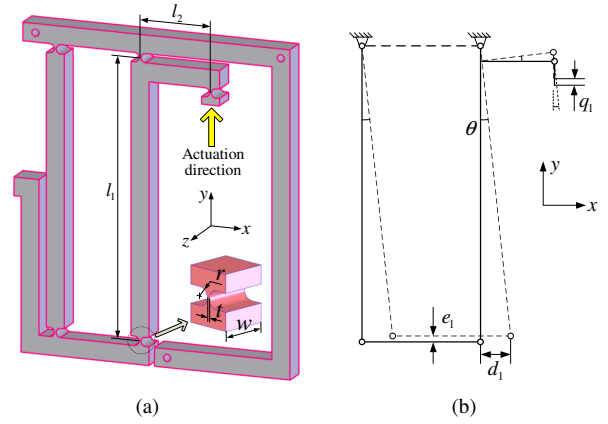 l₂
l₁
Actuation
direction
y
x
z
r
t
w
(a)
θ
q₁
y
x
e₁
d₁
(b)